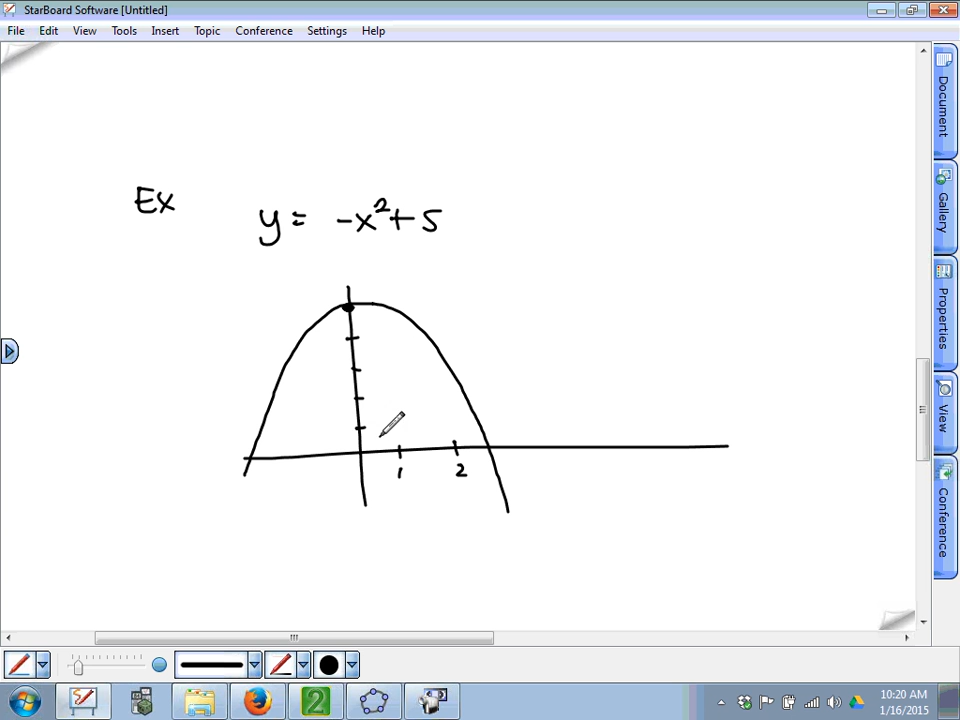 StarBoard Software [Untitled]
File Edit View Tools Insert Topic Conference Settings Help
Document
Gallery
Properties
View
Conference
Ex
y = -x²+5
1 2
10:20 AM
1/16/2015